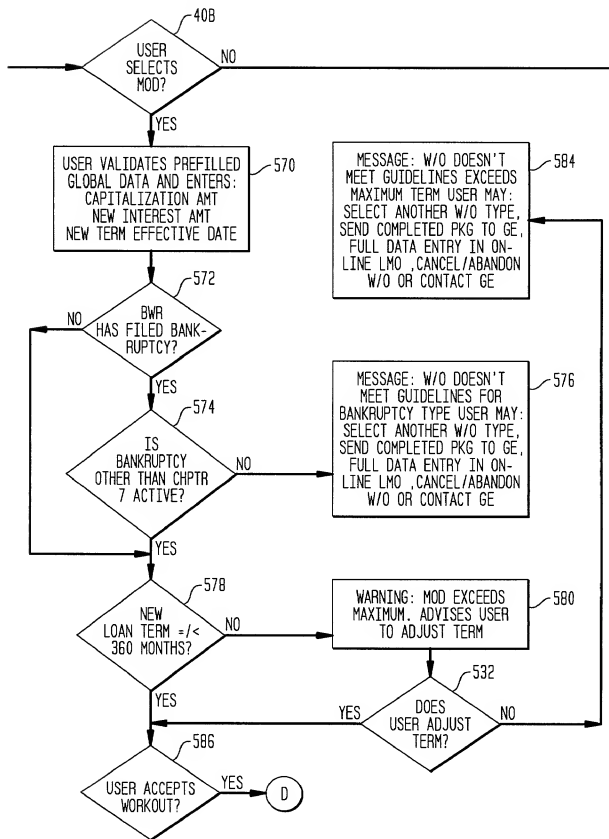 40B
USER
SELECTS
MOD?
NO
YES
USER VALIDATES PREFILLED
GLOBAL DATA AND ENTERS:
CAPITALIZATION AMT
NEW INTEREST AMT
NEW TERM EFFECTIVE DATE
570
MESSAGE: W/O DOESN'T
MEET GUIDELINES EXCEEDS
MAXIMUM TERM USER MAY:
SELECT ANOTHER W/O TYPE,
SEND COMPLETED PKG TO GE,
FULL DATA ENTRY IN ON-
LINE LMO ,CANCEL/ABANDON
W/O OR CONTACT GE
584
572
BWR
HAS FILED BANK-
RUPTCY?
NO
YES
574
IS
BANKRUPTCY
OTHER THAN CHPTR
7 ACTIVE?
NO
YES
MESSAGE: W/O DOESN'T
MEET GUIDELINES FOR
BANKRUPTCY TYPE USER MAY:
SELECT ANOTHER W/O TYPE,
SEND COMPLETED PKG TO GE,
FULL DATA ENTRY IN ON-
LINE LMO ,CANCEL/ABANDON
W/O OR CONTACT GE
576
578
NEW
LOAN TERM =/<
360 MONTHS?
NO
YES
WARNING: MOD EXCEEDS
MAXIMUM. ADVISES USER
TO ADJUST TERM
580
532
DOES
USER ADJUST
TERM?
YES
NO
586
USER ACCEPTS
WORKOUT?
YES
D